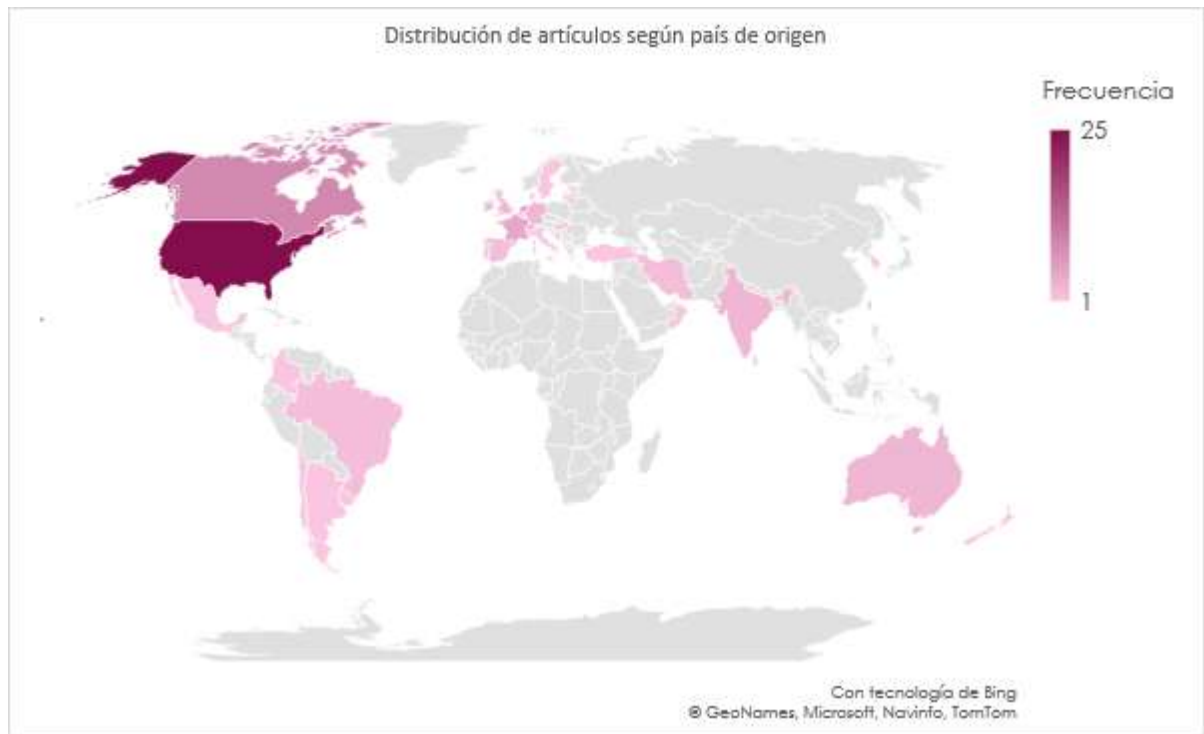 Distribución de artículos según país de origen
Frecuencia
25
1
Con tecnología de Bing
© GeoNames, Microsoft, Navinfo, TomTom